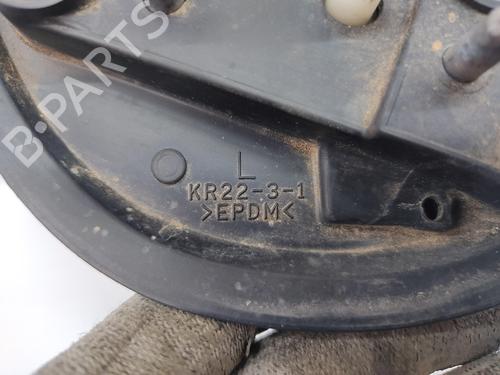 B-PARTS
L
KR22-3-1
>EPDM<